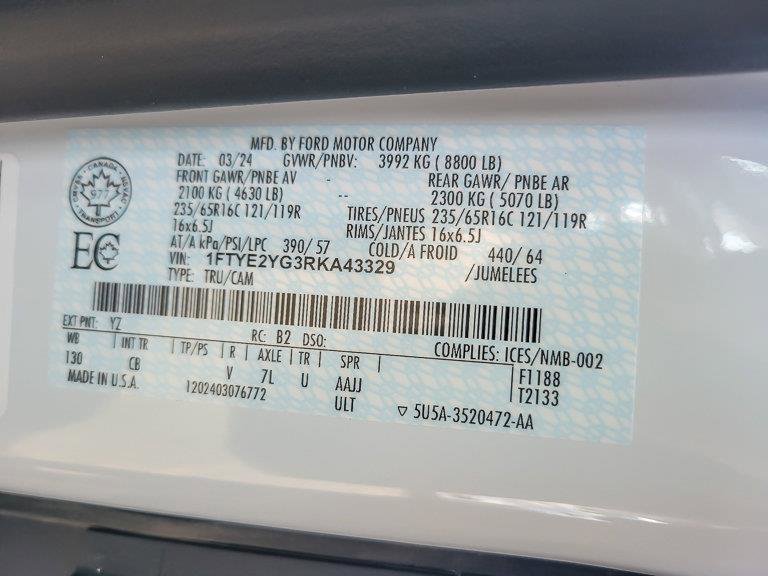 MFD. BY FORD MOTOR COMPANY
DATE: 03/24 GVWR/PNBV: 3992 KG ( 8800 LB)
FRONT GAWR/PNBE AV - REAR GAWR/ PNBE AR
2100 KG ( 4630 LB) -- 2300 KG ( 5070 LB)
235/65R16C 121/119R TIRES/PNEUS 235/65R16C 121/119R
16x6.5J RIMS/JANTES 16x6.5J
AT/A kPa/PSI/LPC 390/ 57 COLD/A FROID 440/ 64
VIN: 1FTYE2YG3RKA43329 /JUMELEES
TYPE: TRU/CAM
CANADA
977
TRANSPORT
EC
EXT PNT: YZ RC: B2 DSO: COMPLIES: ICES/NMB-002
WB | INT TR | TP/PS | R | AXLE | TR | SPR | F1188
130 CB V 7L U AAJJ T2133
MADE IN U.S.A. 1202403076772 ULT ▽ 5U5A-3520472-AA